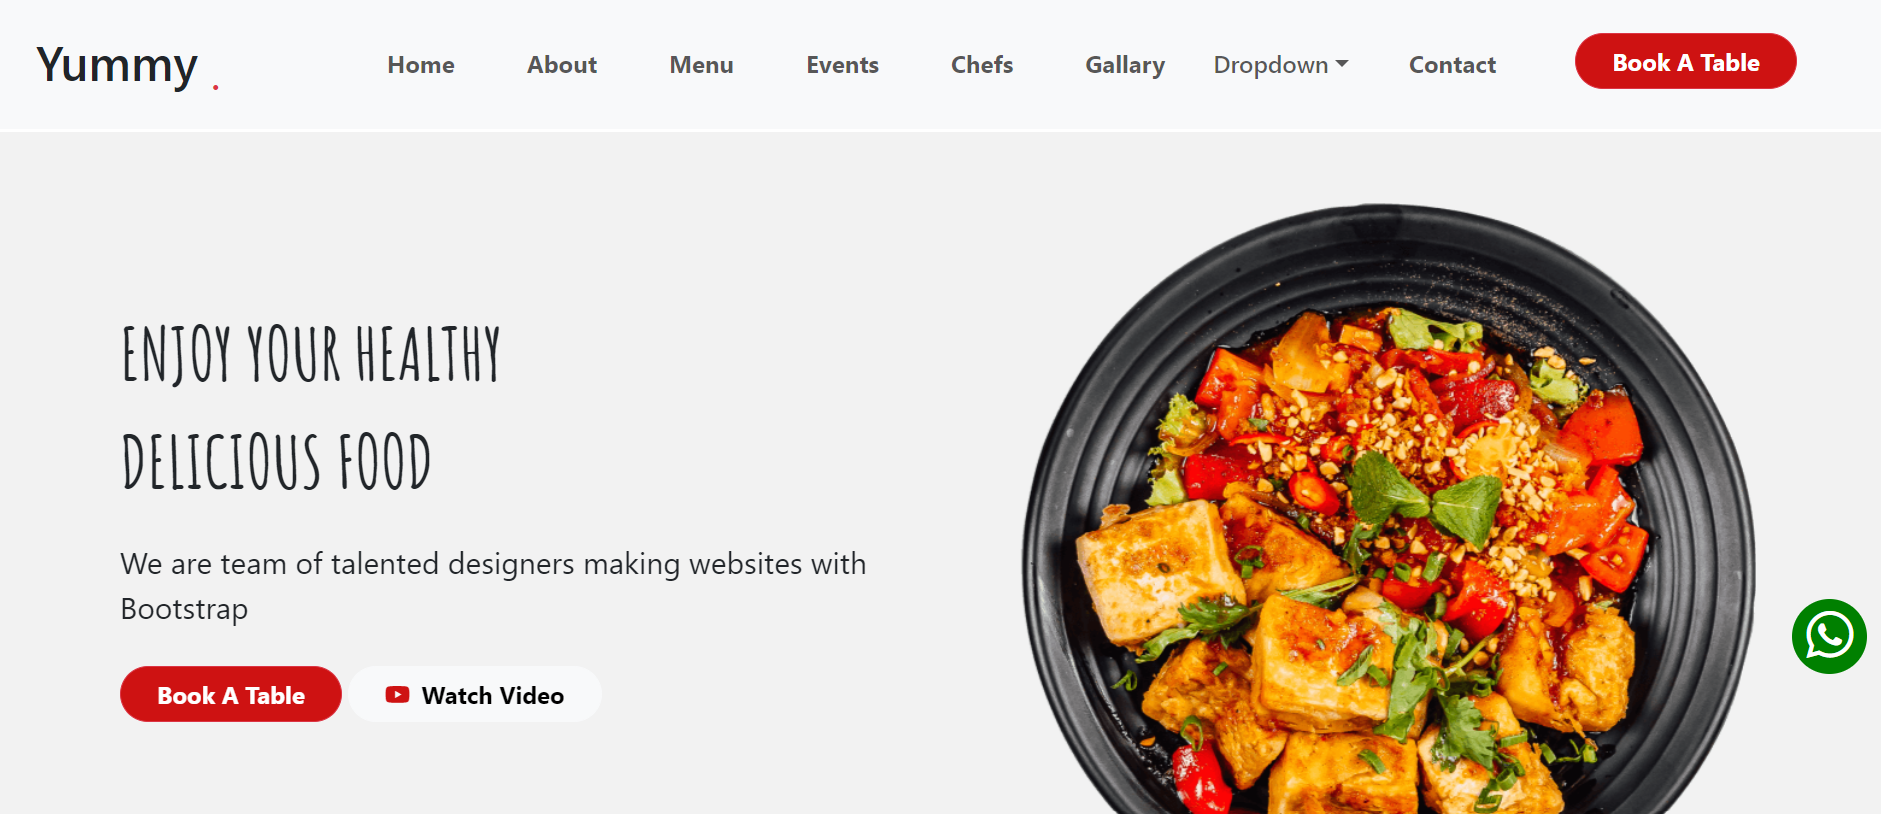 Yummy .
Home About Menu Events Chefs Gallary Dropdown Contact Book A Table
ENJOY YOUR HEALTHY
DELICIOUS FOOD
We are team of talented designers making websites with
Bootstrap
Book A Table Watch Video